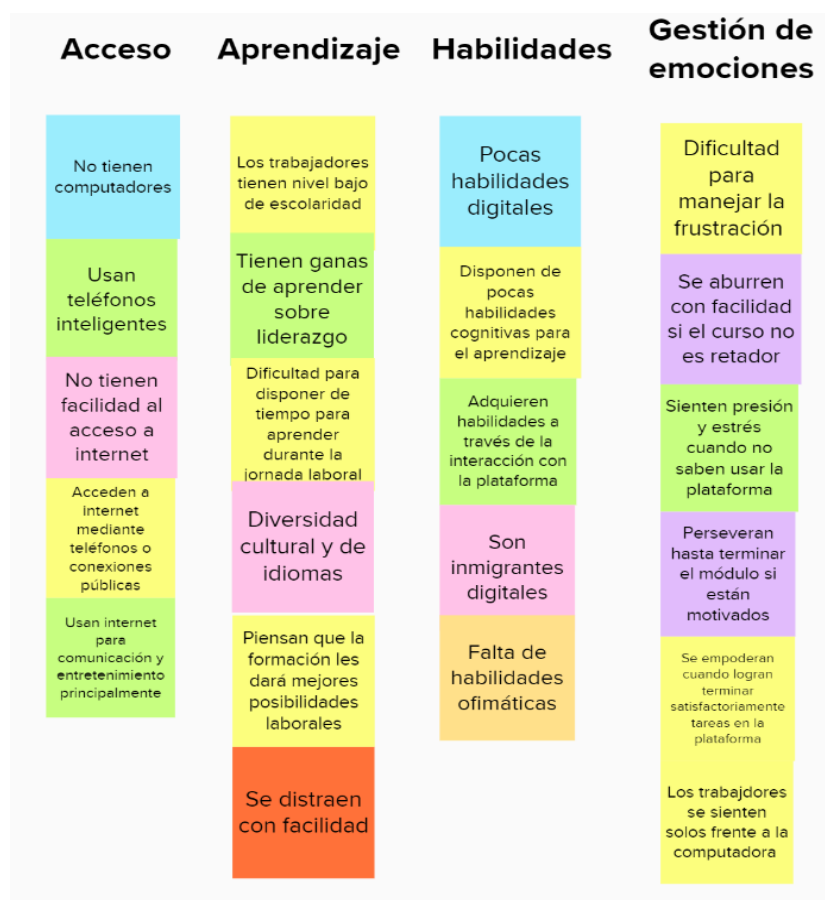 Acceso
No tienen
computadores
Usan
teléfonos
inteligentes
No tienen
facilidad al
acceso a
internet
Acceden a
internet
mediante
teléfonos o
conexiones
públicas
Usan internet
para
comunicación y
entretenimiento
principalmente
Aprendizaje
Los trabajadores
tienen nivel bajo
de escolaridad
Tienen ganas
de aprender
sobre
liderazgo
Dificultad para
disponer de
tiempo para
aprender
durante la
jornada laboral
Diversidad
cultural y de
idiomas
Piensan que la
formación les
dará mejores
posibilidades
laborales
Se distraen
con facilidad
Habilidades
Pocas
habilidades
digitales
Disponen de
pocas
habilidades
cognitivas para
el aprendizaje
Adquieren
habilidades a
través de la
interacción con
la plataforma
Son
inmigrantes
digitales
Falta de
habilidades
ofimáticas
Gestión de
emociones
Dificultad
para
manejar la
frustración
Se aburren
con facilidad
si el curso no
es retador
Sienten presión
y estrés
cuando no
saben usar la
plataforma
Perseveran
hasta terminar
el módulo si
están
motivados
Se empoderan
cuando logran
terminar
satisfactoriamente
tareas en la
plataforma
Los trabajdores
se sienten
solos frente a la
computadora